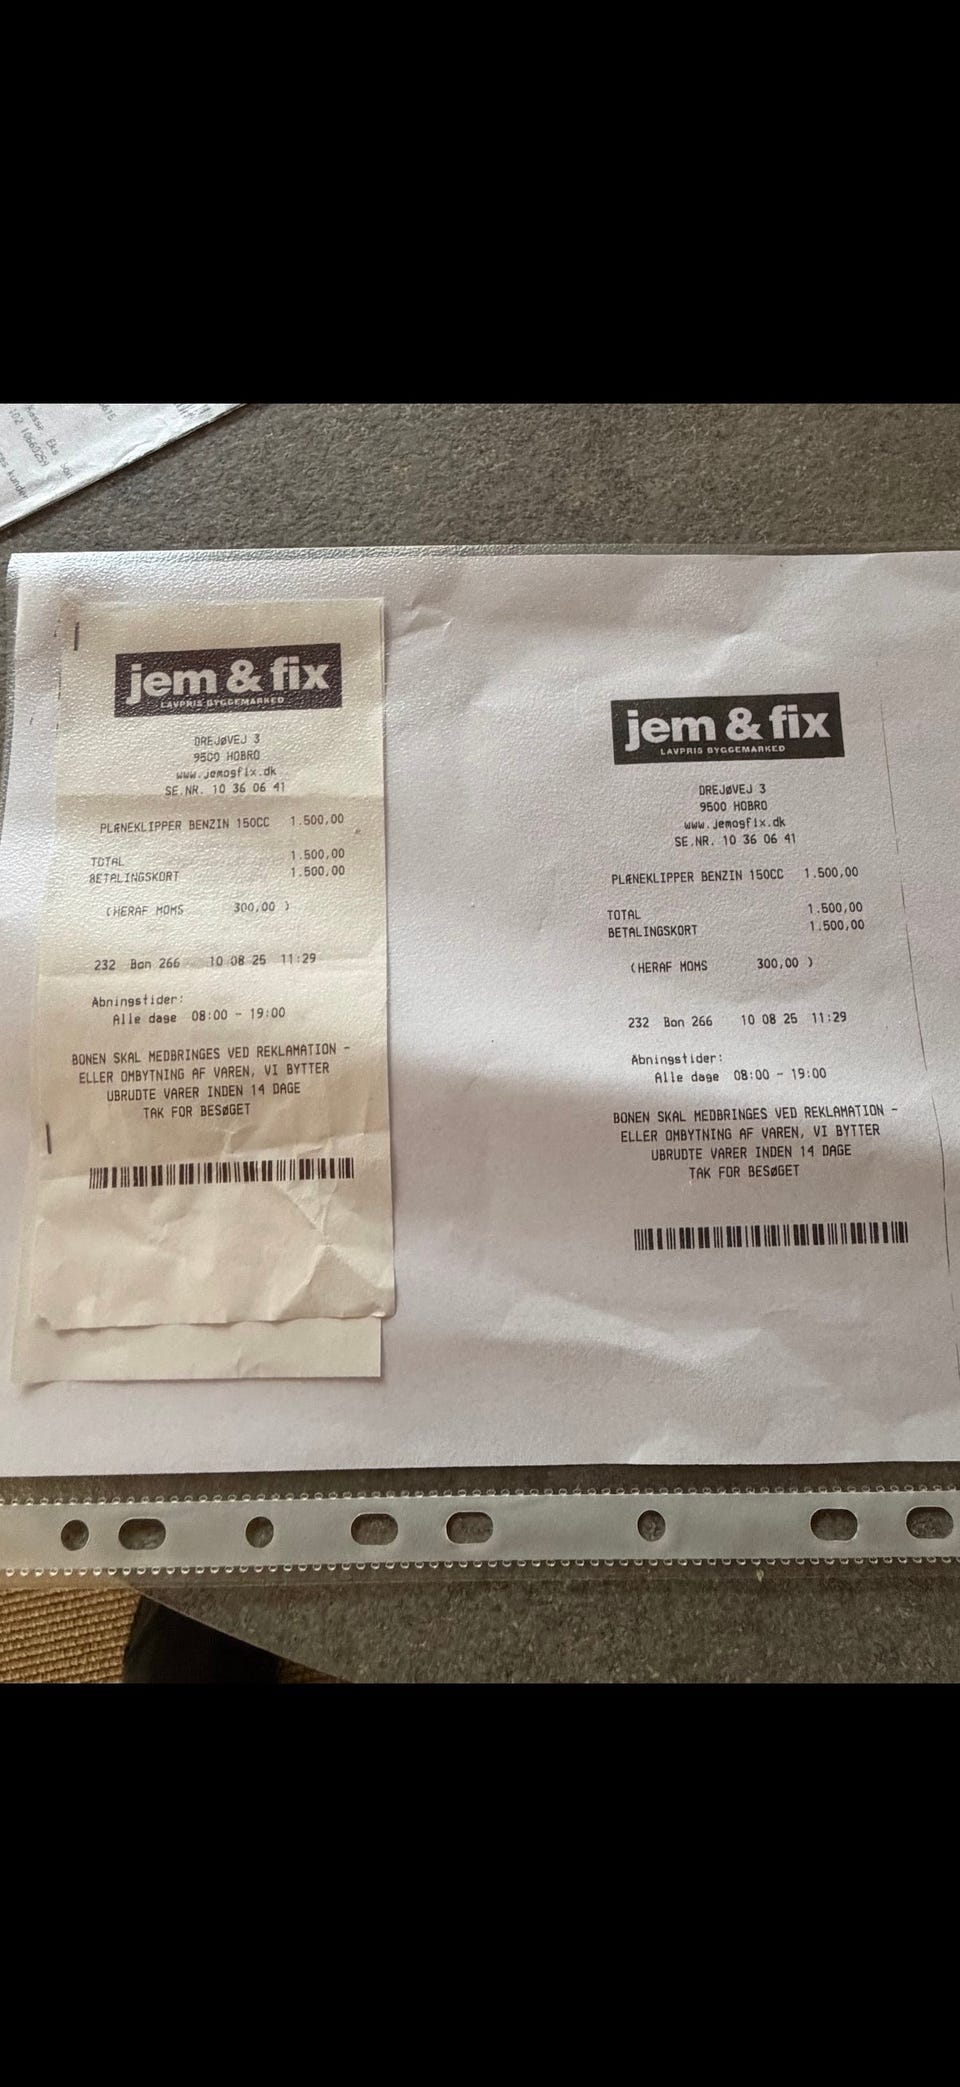 Kasse Eks
102 10660259
jem & fix
LAVPRIS BYGGEMARKED
DREJØVEJ 3
9500 HOBRO
www.jemogfix.dk
SE.NR. 10 36 06 41
PLÆNEKLIPPER BENZIN 150CC 1.500,00
TOTAL 1.500,00
BETALINGSKORT 1.500,00
(HERAF MOMS 300,00 )
232 Bon 266 10 08 25 11:29
Abningstider:
Alle dage 08:00 - 19:00
BONEN SKAL MEDBRINGES VED REKLAMATION -
ELLER OMBYTNING AF VAREN, VI BYTTER
UBRUDTE VARER INDEN 14 DAGE
TAK FOR BESØGET
jem & fix
LAVPRIS BYGGEMARKED
DREJØVEJ 3
9500 HOBRO
www.jemogfix.dk
SE.NR. 10 36 06 41
PLÆNEKLIPPER BENZIN 150CC 1.500,00
TOTAL 1.500,00
BETALINGSKORT 1.500,00
(HERAF MOMS 300,00 )
232 Bon 266 10 08 25 11:29
Abningstider:
Alle dage 08:00 - 19:00
BONEN SKAL MEDBRINGES VED REKLAMATION -
ELLER OMBYTNING AF VAREN, VI BYTTER
UBRUDTE VARER INDEN 14 DAGE
TAK FOR BESØGET